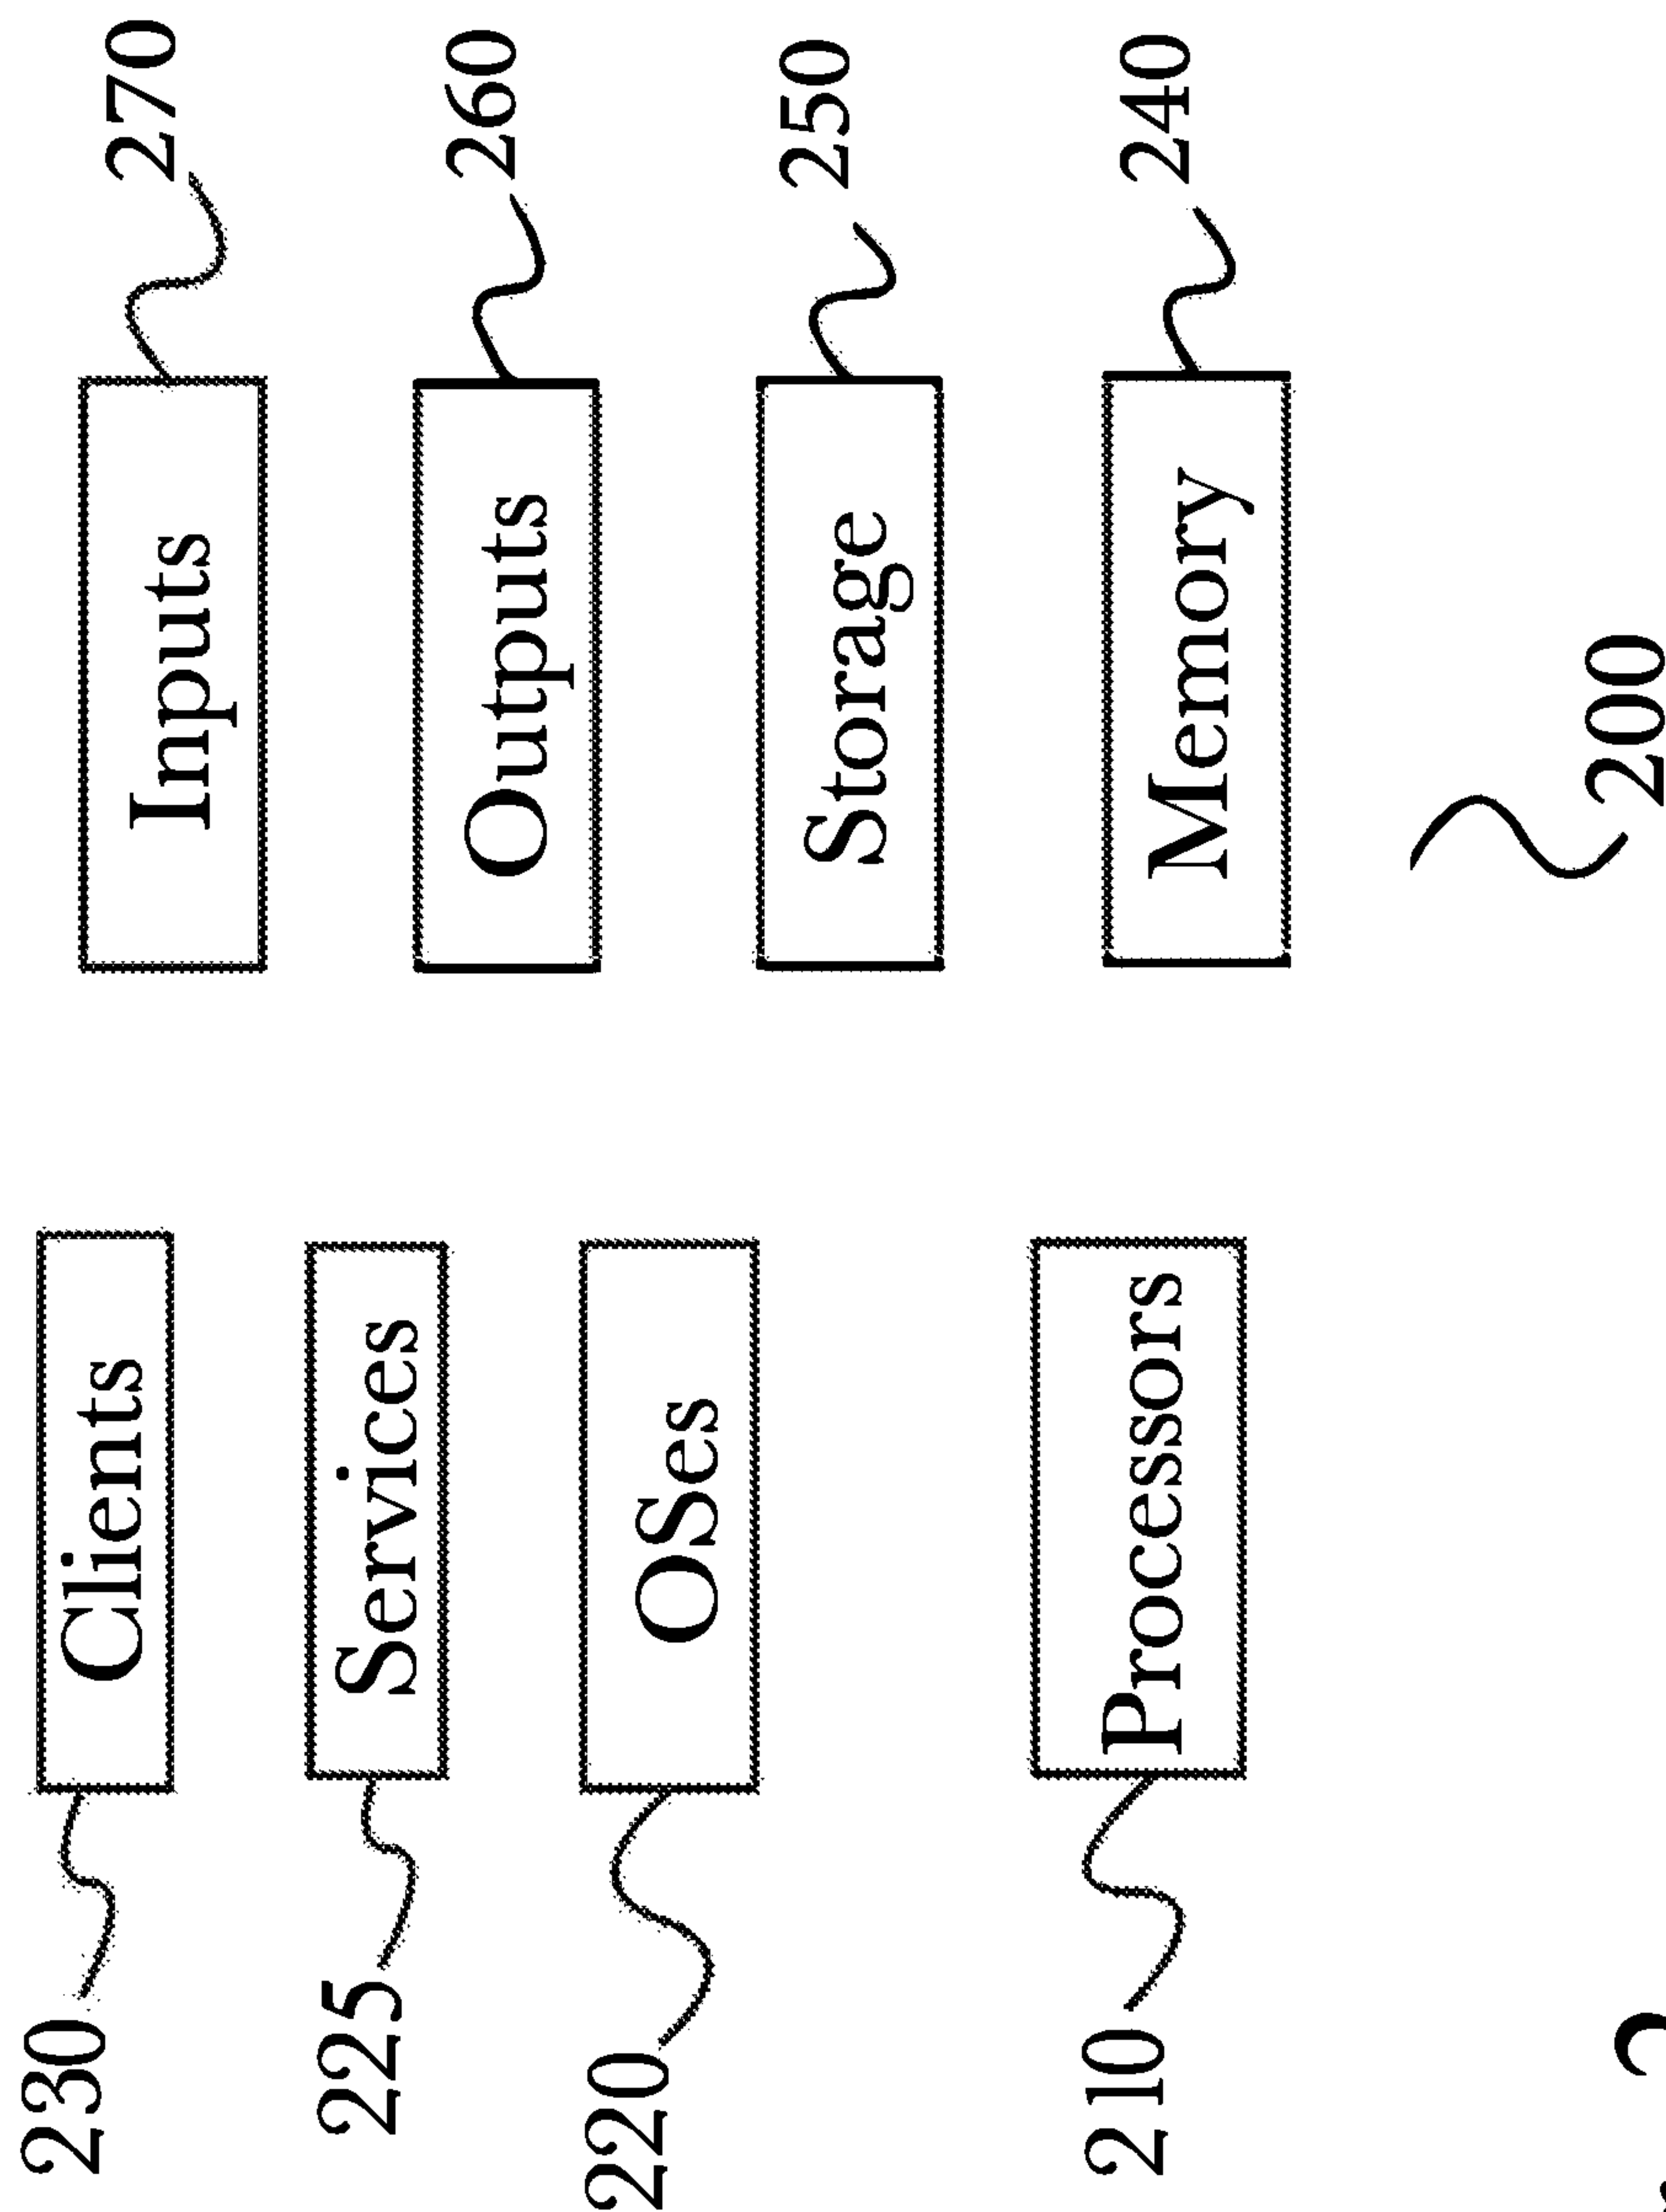 230
Clients
Inputs
270
225
Services
Outputs
260
220
OSes
Storage
250
210
Processors
Memory
240
200